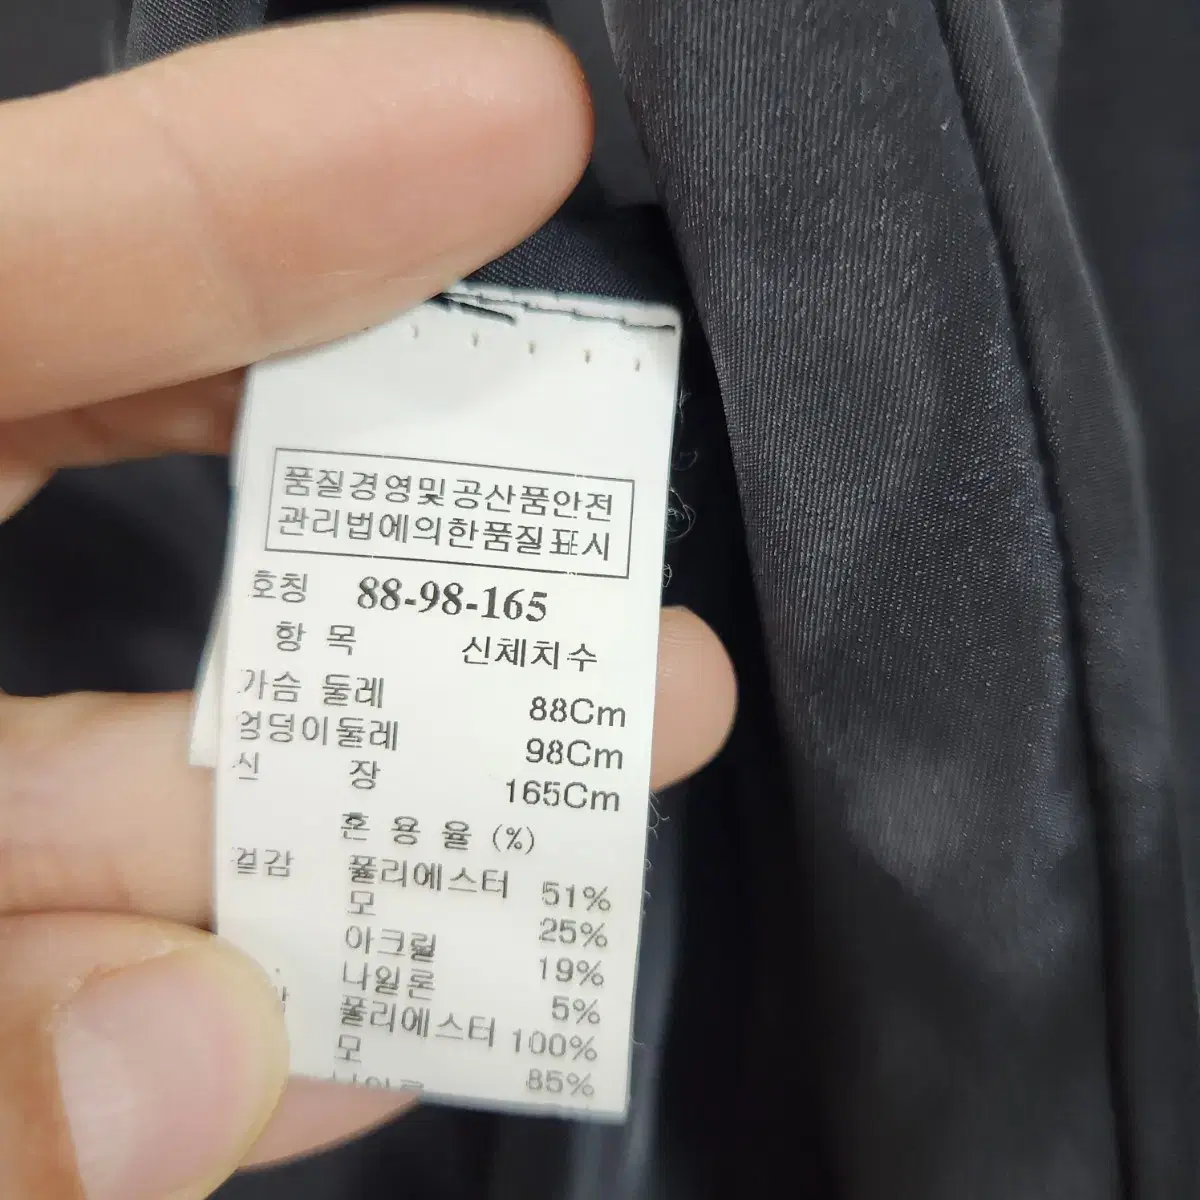 품질경영및공산품안전
관리법에의한품질표시
호칭 88-98-165
항 목 신체치수
가슴 둘레 88Cm
엉덩이둘레 98Cm
신 장 165Cm
혼 용 율 (%)
겉감 폴리에스터 51%
모 25%
아크릴 19%
나일론 5%
폴리에스터 100%
모 85%